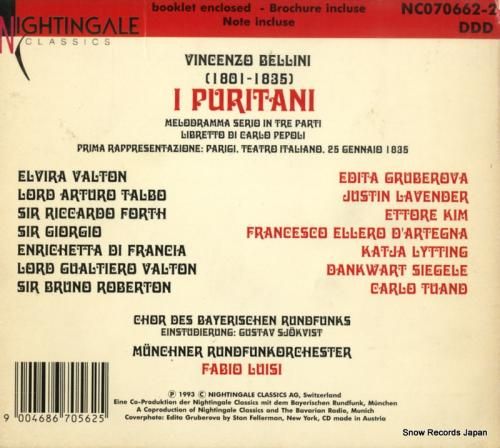 NIGHTINGALE
CLASSICS
booklet enclosed - Brochure incluse
Note incluse
NC070662-2
DDD
VINCENZO BELLINI
(1801-1835)
I PURITANI
MELODRAMMA SERIO IN TRE PARTI
LIBRETTO DI CARLO PEPOLI
PRIMA RAPPRESENTAZIONE: PARIGI, TEATRO ITALIANO, 25 GENNAIO 1835
ELVIRA VALTON EDITA GRUBEROVA
LORD ARTURO TALBO JUSTIN LAVENDER
SIR RICCARDO FORTH ETTORE KIM
SIR GIORGIO FRANCESCO ELLERO D'ARTEGNA
ENRICHETTA DI FRANCIA KATJA LYTTING
LORD GUALTIERO VALTON DANKWART SIEGELE
SIR BRUNO ROBERTON CARLO TUAND
CHOR DES BAYERISCHEN RUNDFUNKS
EINSTUDIERUNG: GUSTAV SJÖKVIST
MÜNCHNER RUNDFUNKORCHESTER
FABIO LUISI
℗ 1993 © NIGHTINGALE CLASSICS AG, Switzerland
Eine Co-Produktion der Nightingale Classics mit dem Bayerischen Rundfunk, München
A Coproduction of Nightingale Classics and The Bavarian Radio, Munich
Coverphoto: Edita Gruberova by Stan Fellerman, New York, CD made in Austria
9 004686 705625
Snow Records Japan
www.snowrecords.jp